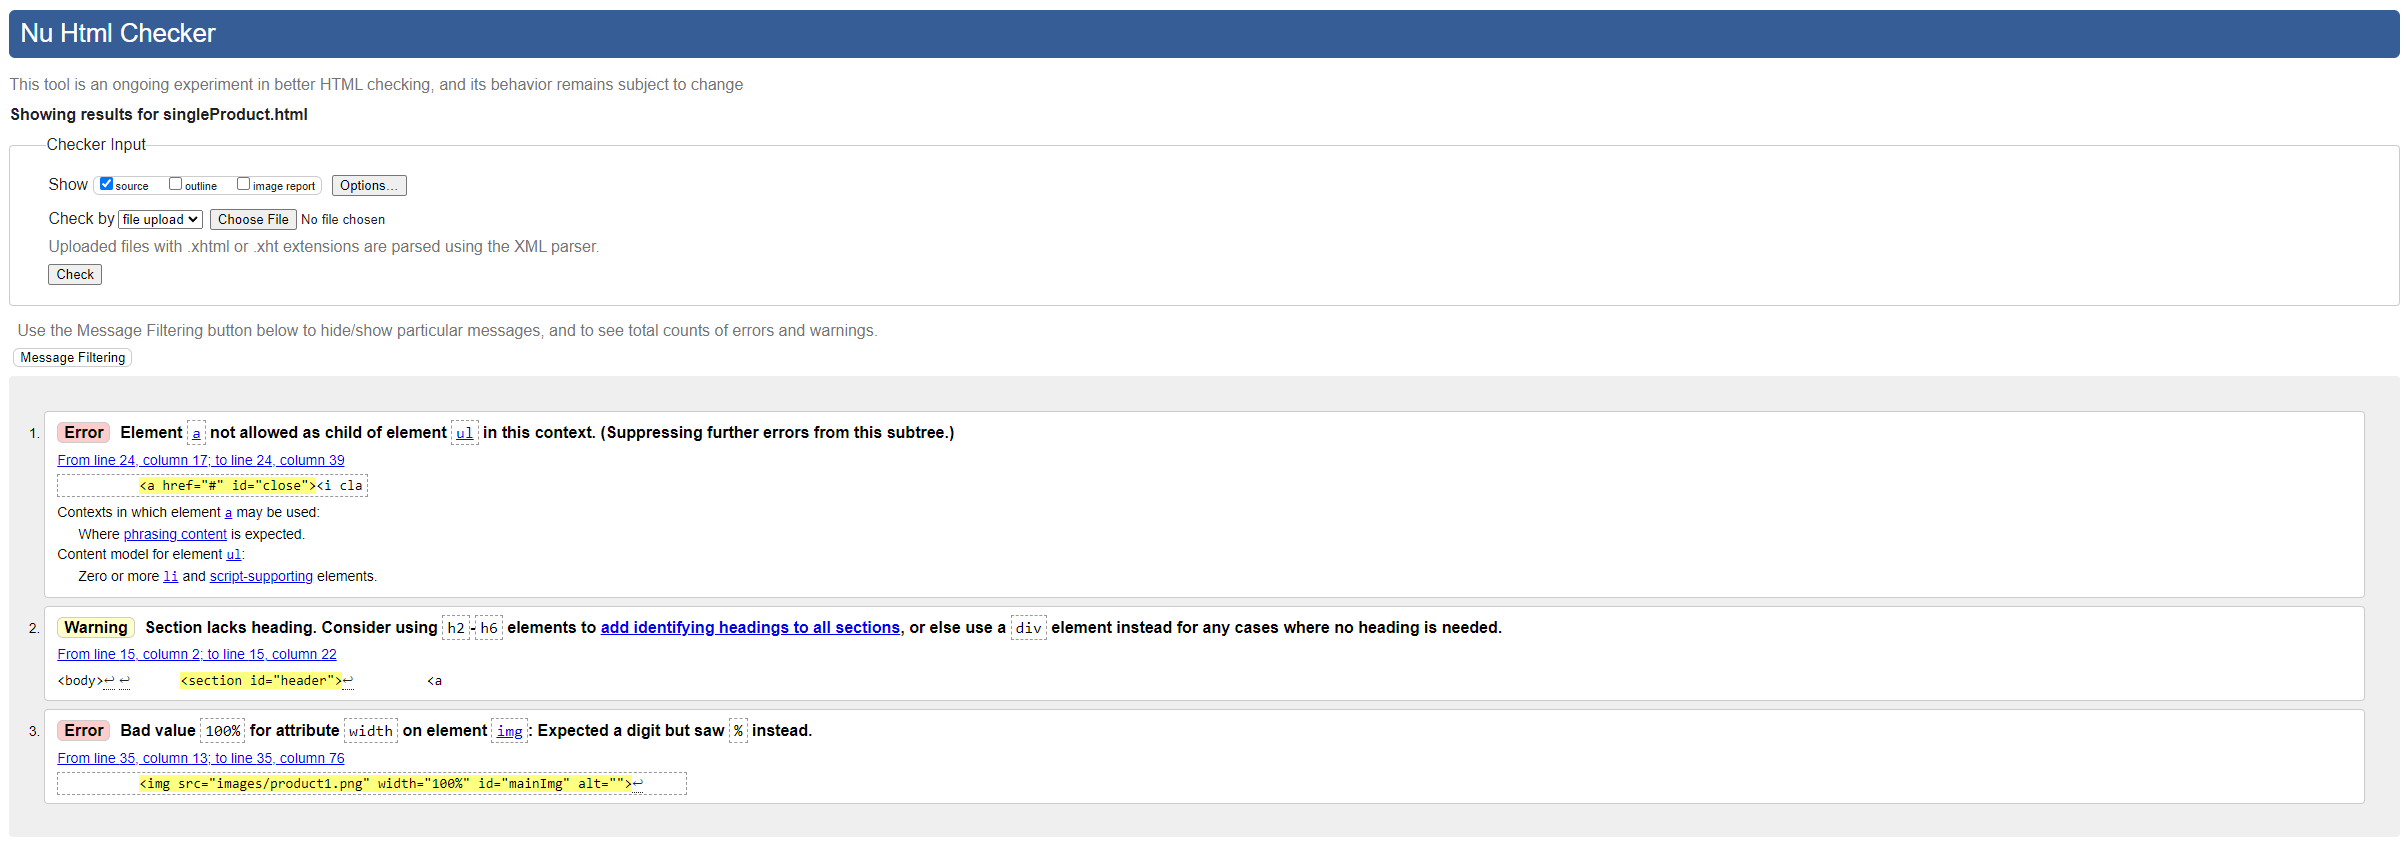 Nu Html Checker
This tool is an ongoing experiment in better HTML checking, and its behavior remains subject to change
Showing results for singleProduct.html
Checker Input
Show source outline image report Options...
Check by file upload Choose File No file chosen
Uploaded files with .xhtml or .xht extensions are parsed using the XML parser.
Check
Use the Message Filtering button below to hide/show particular messages, and to see total counts of errors and warnings.
Message Filtering
1. Error Element a not allowed as child of element ul in this context. (Suppressing further errors from this subtree.)
From line 24, column 17; to line 24, column 39
<a href="#" id="close"><i cla
Contexts in which element a may be used:
Where phrasing content is expected.
Content model for element ul:
Zero or more li and script-supporting elements.
2. Warning Section lacks heading. Consider using h2-h6 elements to add identifying headings to all sections, or else use a div element instead for any cases where no heading is needed.
From line 15, column 2; to line 15, column 22
<body>↩ ↩ <section id="header">↩ <a
3. Error Bad value 100% for attribute width on element img: Expected a digit but saw % instead.
From line 35, column 13; to line 35, column 76
<img src="images/product1.png" width="100%" id="mainImg" alt="">↩